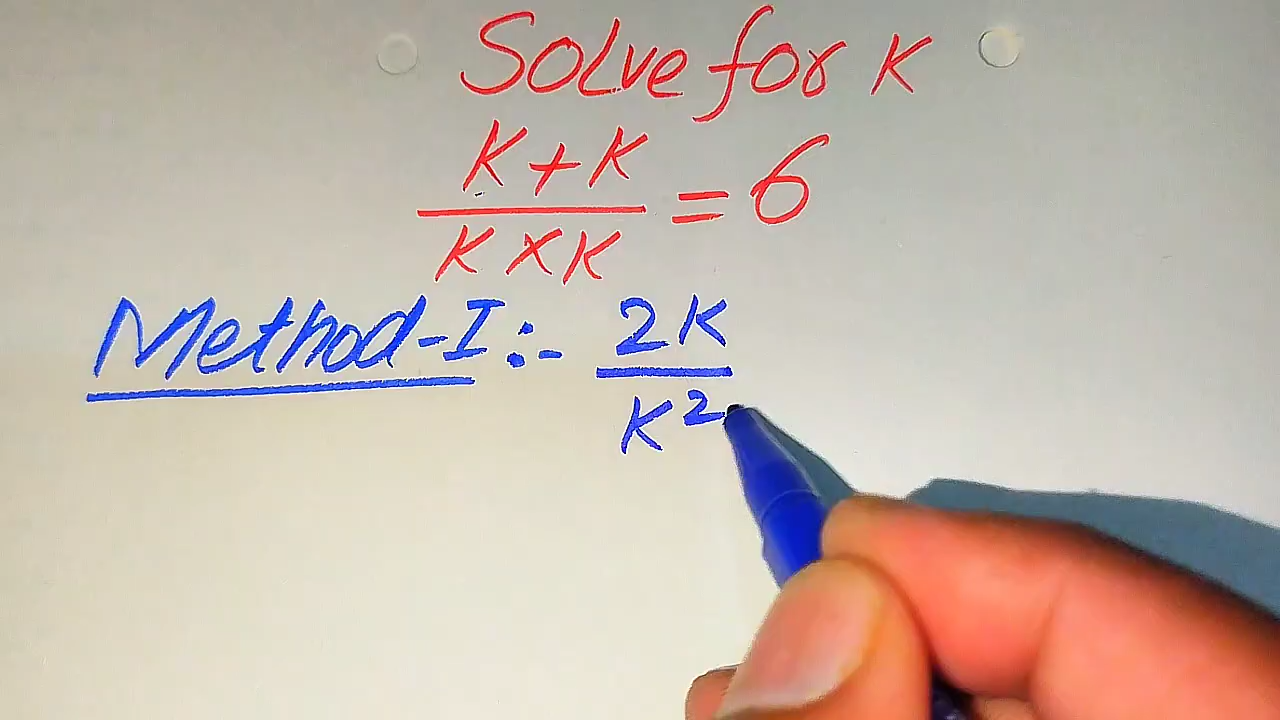 Solve for K
K + K
K × K
= 6
Method-I :- 2K
K²